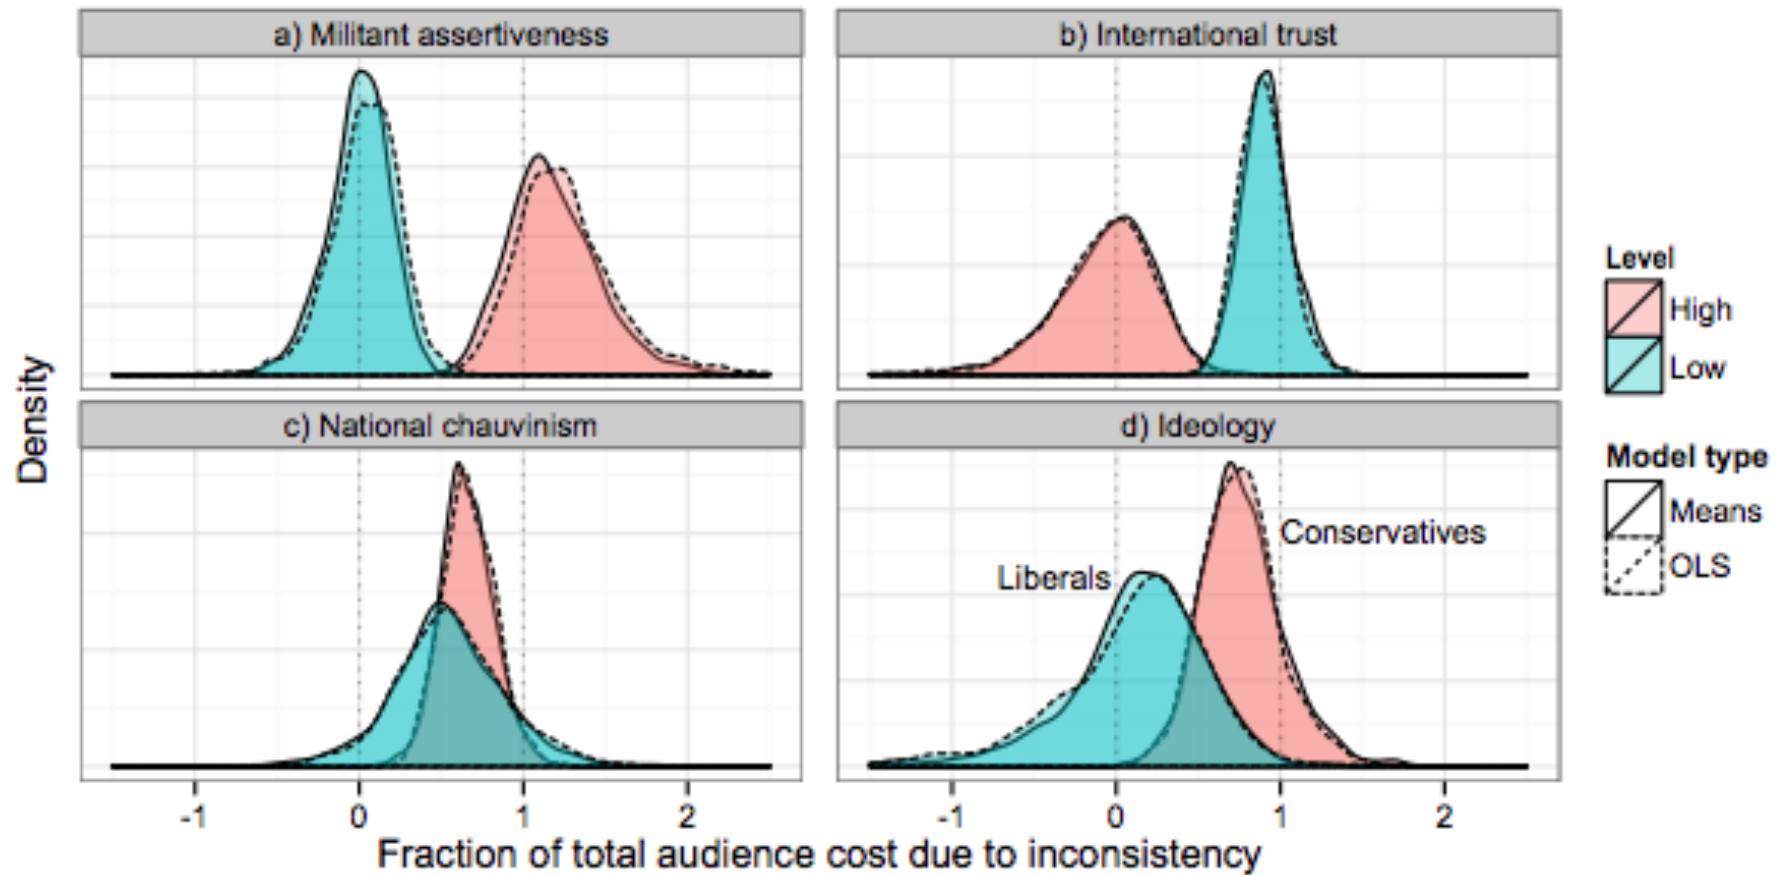 a) Militant assertiveness
b) International trust
c) National chauvinism
d) Ideology
Liberals
Conservatives
Density
-1 0 1 2
-1 0 1 2
Fraction of total audience cost due to inconsistency
Level
High
Low
Model type
Means
OLS